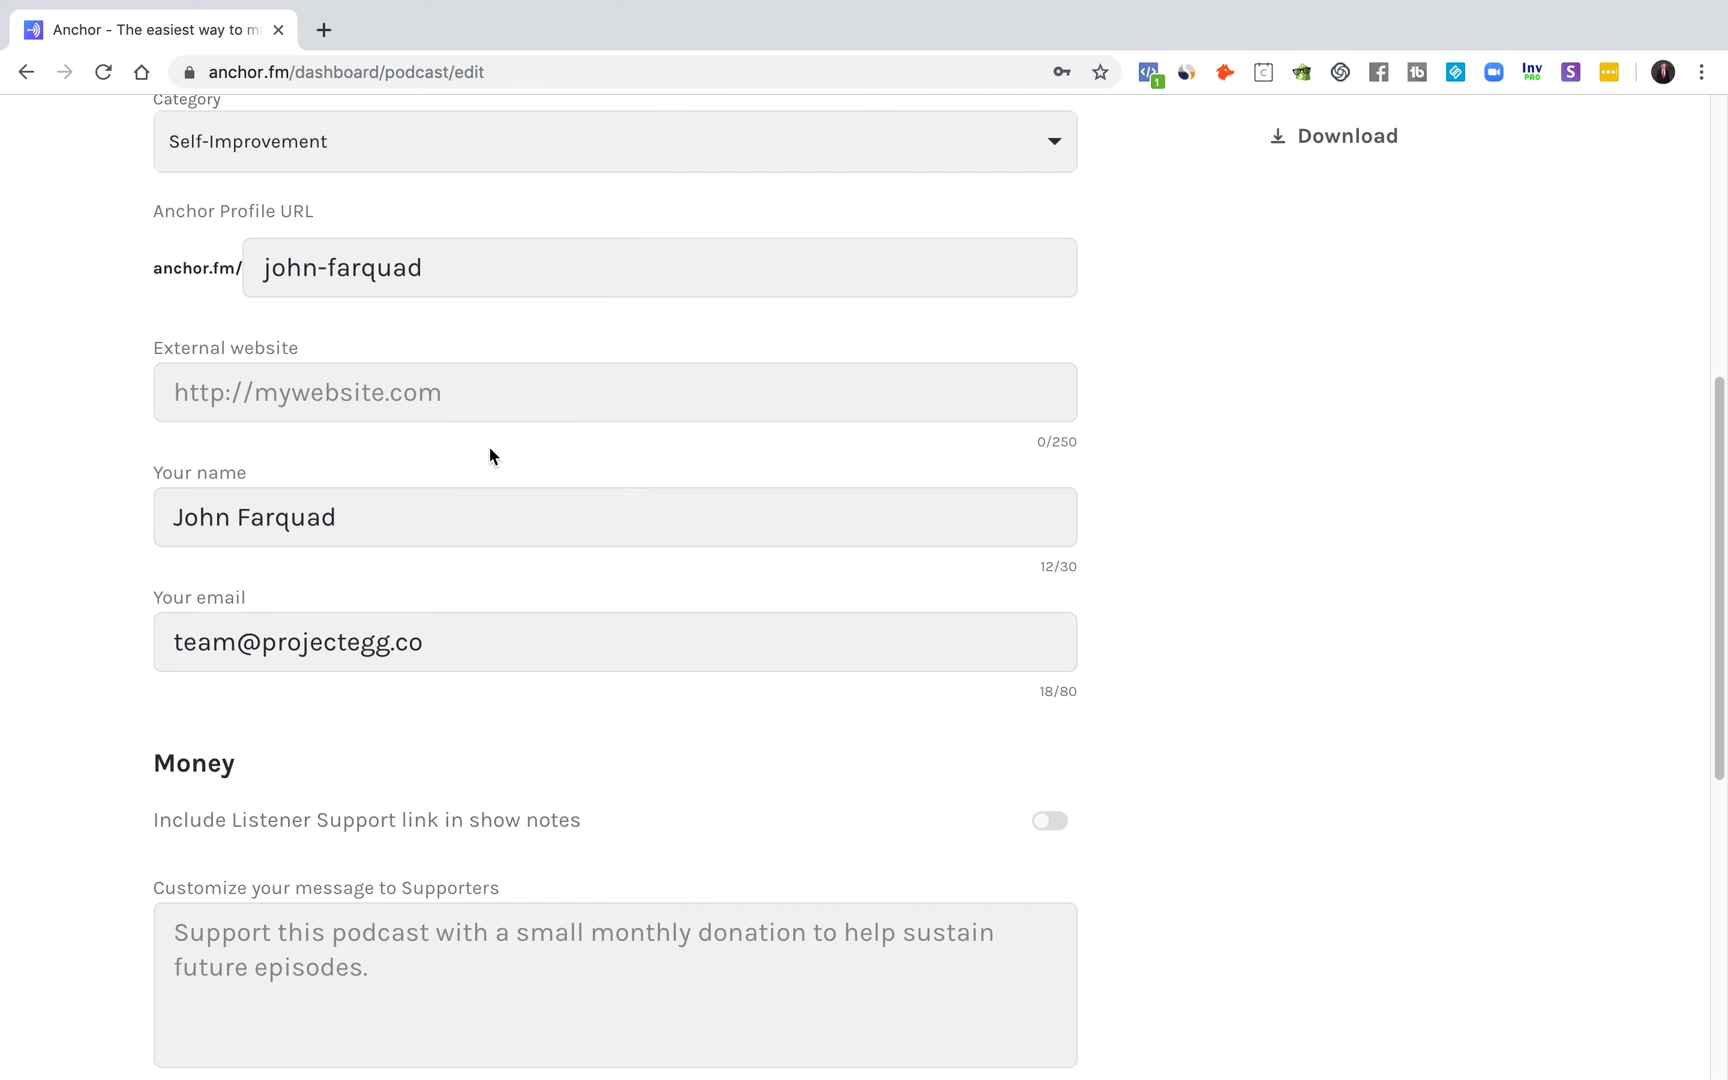 Anchor - The easiest way to m
anchor.fm/dashboard/podcast/edit
1
Inv
PRO
S
Category
Self-Improvement
Download
Anchor Profile URL
anchor.fm/
john-farquad
External website
http://mywebsite.com
0/250
Your name
John Farquad
12/30
Your email
team@projectegg.co
18/80
Money
Include Listener Support link in show notes
Customize your message to Supporters
Support this podcast with a small monthly donation to help sustain
future episodes.